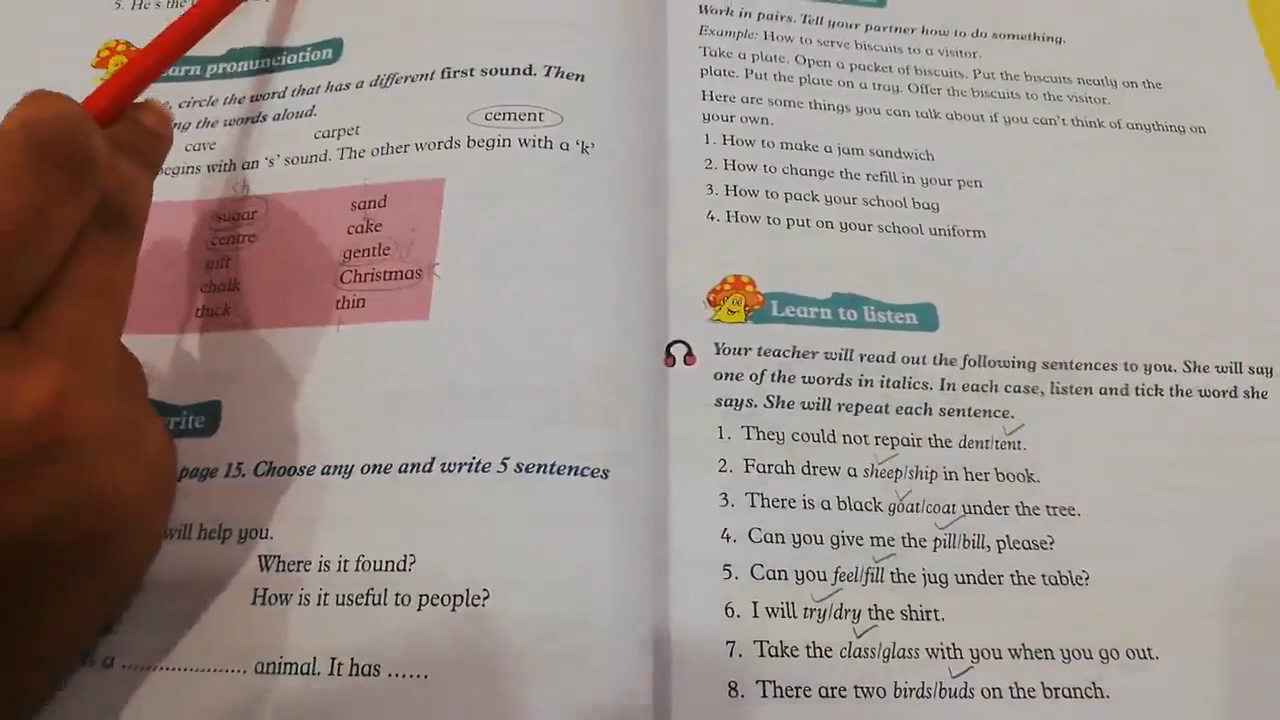 5. He's the
arn pronunciation
circle the word that has a different first sound. Then
ng the words aloud.
cave carpet cement
egins with an 's' sound. The other words begin with a 'k'
sh
sugar sand
centre cake
gift gentle j
chalk Christmas K
thick thin
rite
page 15. Choose any one and write 5 sentences
will help you.
Where is it found?
How is it useful to people?
a .................... animal. It has ......
Work in pairs. Tell your partner how to do something.
Example: How to serve biscuits to a visitor.
Take a plate. Open a packet of biscuits. Put the biscuits neatly on the
plate. Put the plate on a tray. Offer the biscuits to the visitor.
Here are some things you can talk about if you can't think of anything on
your own.
1. How to make a jam sandwich
2. How to change the refill in your pen
3. How to pack your school bag
4. How to put on your school uniform
Learn to listen
Your teacher will read out the following sentences to you. She will say
one of the words in italics. In each case, listen and tick the word she
says. She will repeat each sentence.
1. They could not repair the dent/tent.
2. Farah drew a sheep/ship in her book.
3. There is a black goat/coat under the tree.
4. Can you give me the pill/bill, please?
5. Can you feel/fill the jug under the table?
6. I will try/dry the shirt.
7. Take the class/glass with you when you go out.
8. There are two birds/buds on the branch.